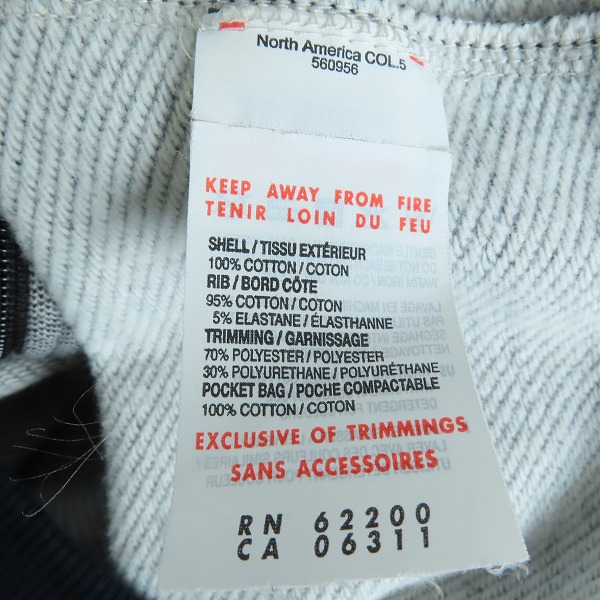 North America COL.5
560956
KEEP AWAY FROM FIRE
TENIR LOIN DU FEU
SHELL / TISSU EXTÉRIEUR
100% COTTON / COTON
RIB / BORD CÔTE
95% COTTON / COTON
5% ELASTANE / ÉLASTHANNE
TRIMMING / GARNISSAGE
70% POLYESTER / POLYESTER
30% POLYURETHANE / POLYURÉTHANE
POCKET BAG / POCHE COMPACTABLE
100% COTTON / COTON
EXCLUSIVE OF TRIMMINGS
SANS ACCESSOIRES
RN 62200
CA 06311